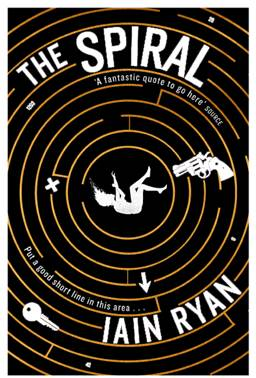 THE SPIRAL
'A fantastic quote to go here' SOURCE
Put a good short line in this area . . .
IAIN RYAN